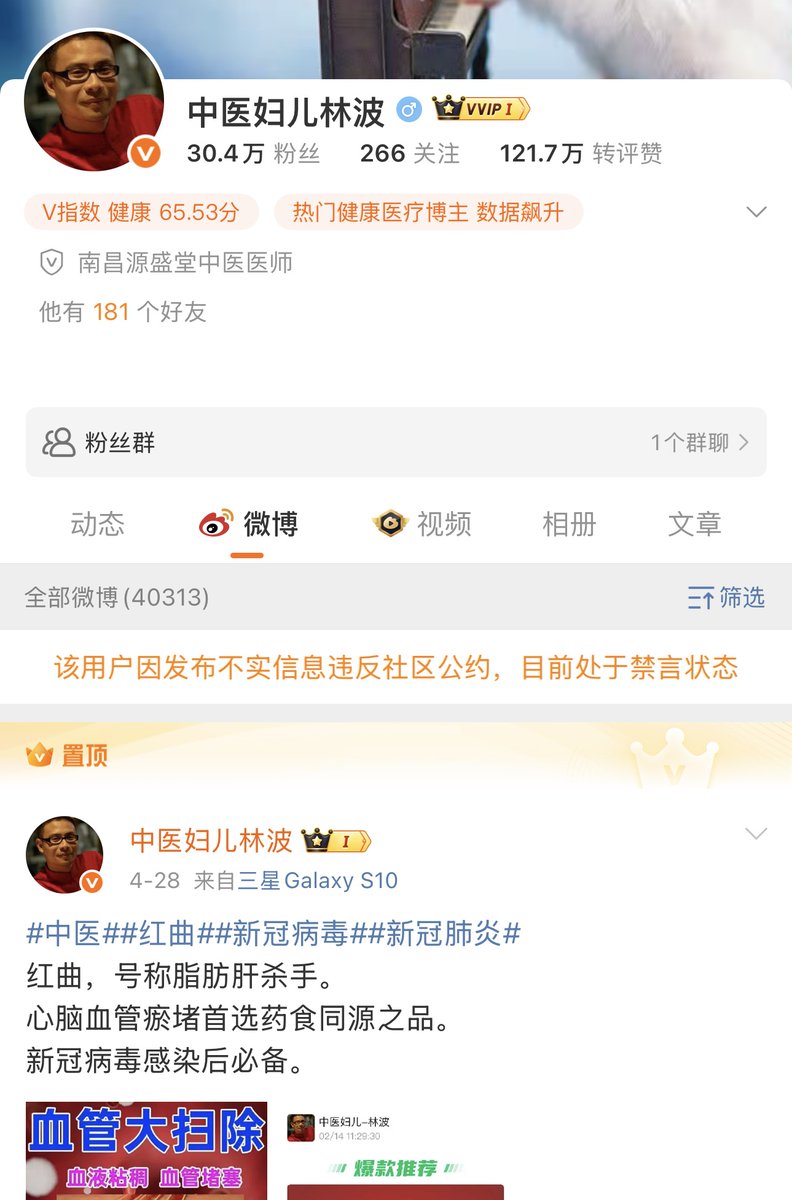 中医妇儿林波 VVIP I
30.4万 粉丝 266 关注 121.7万 转评赞
V指数 健康 65.53分 热门健康医疗博主 数据飙升
南昌源盛堂中医医师
他有 181 个好友
粉丝群 1个群聊
动态 微博 视频 相册 文章
全部微博(40313) 筛选
该用户因发布不实信息违反社区公约，目前处于禁言状态
置顶
中医妇儿林波 I
4-28 来自三星Galaxy S10
#中医##红曲##新冠病毒##新冠肺炎#
红曲，号称脂肪肝杀手。
心脑血管瘀堵首选药食同源之品。
新冠病毒感染后必备。
血管大扫除
血液粘稠 血管堵塞
中医妇儿–林波
02/14 11:29:30
爆款推荐